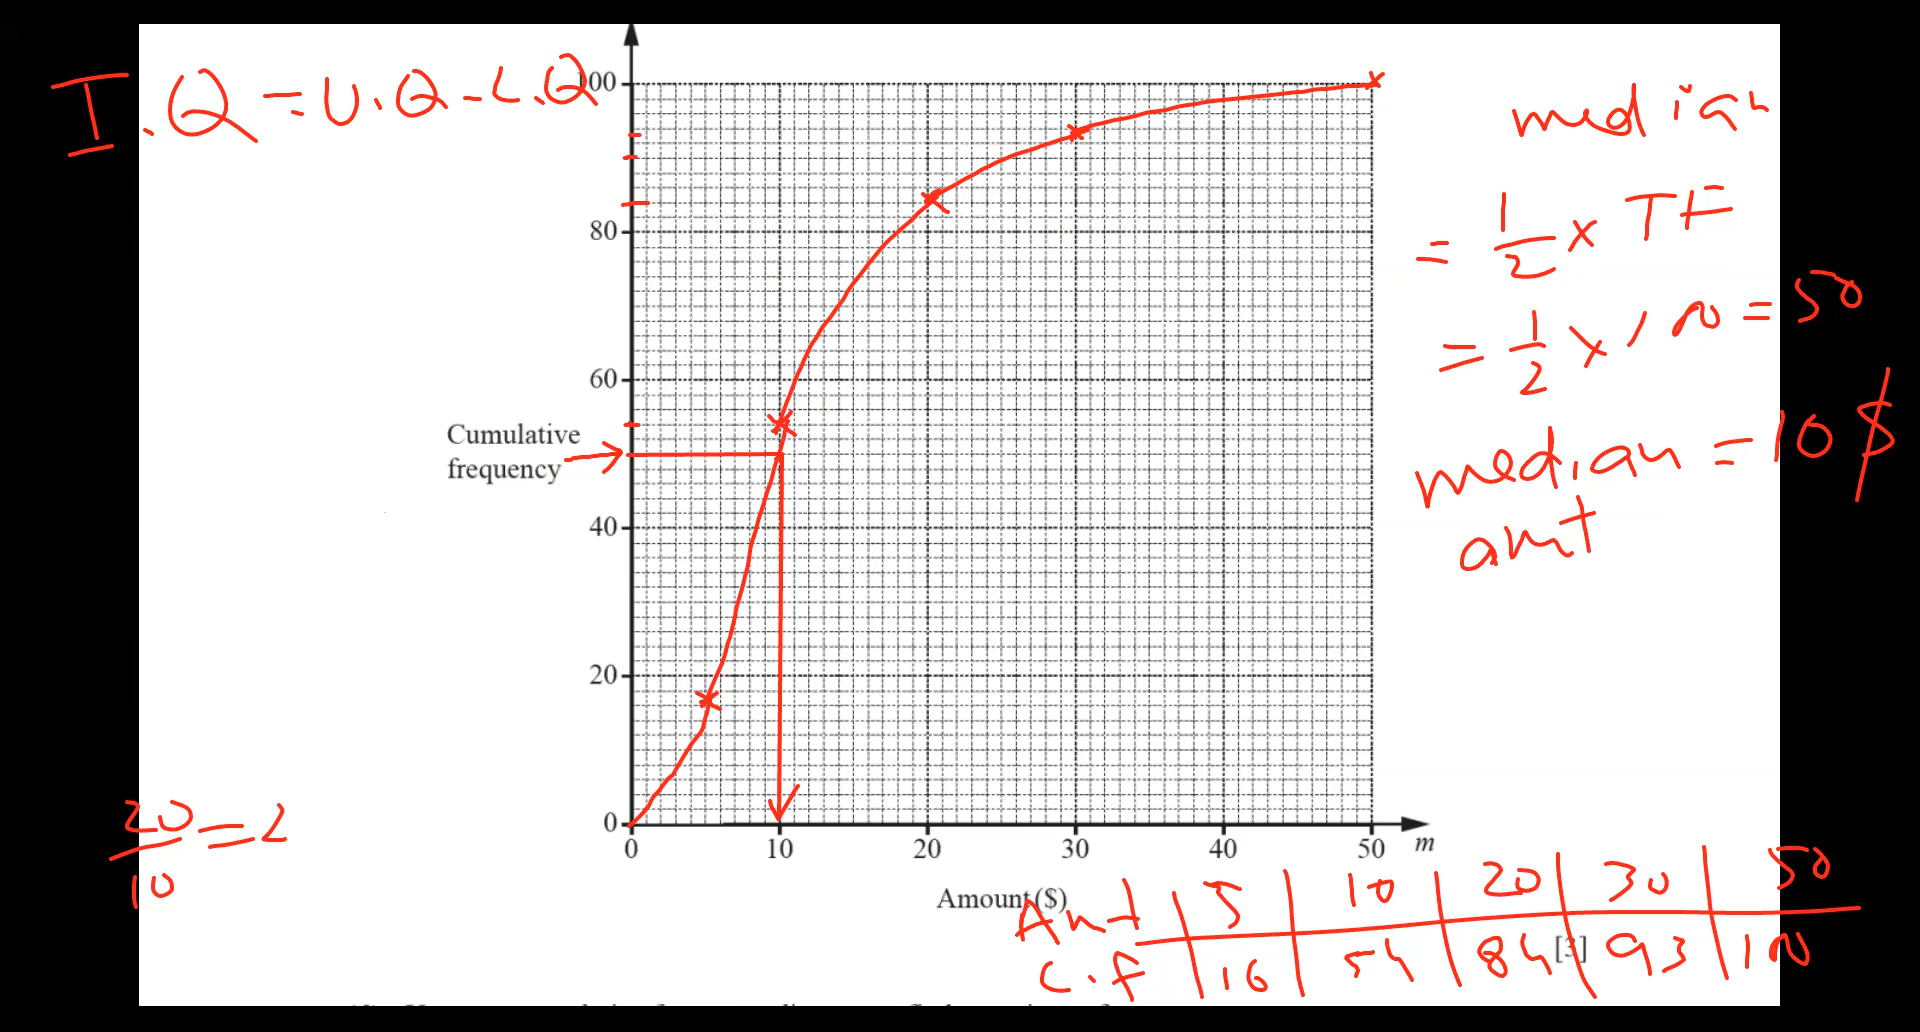 I.Q = U.Q - L.Q
100
80
60
40
20
0
Cumulative
frequency
0 10 20 30 40 50 m
Amount ($)
[3]
median
= 1/2 × TF
= 1/2 × 100 = 50
median = 10 $
amt
20/10 = 2
Amt 5 10 20 30 50
C.f 16 54 84 93 100